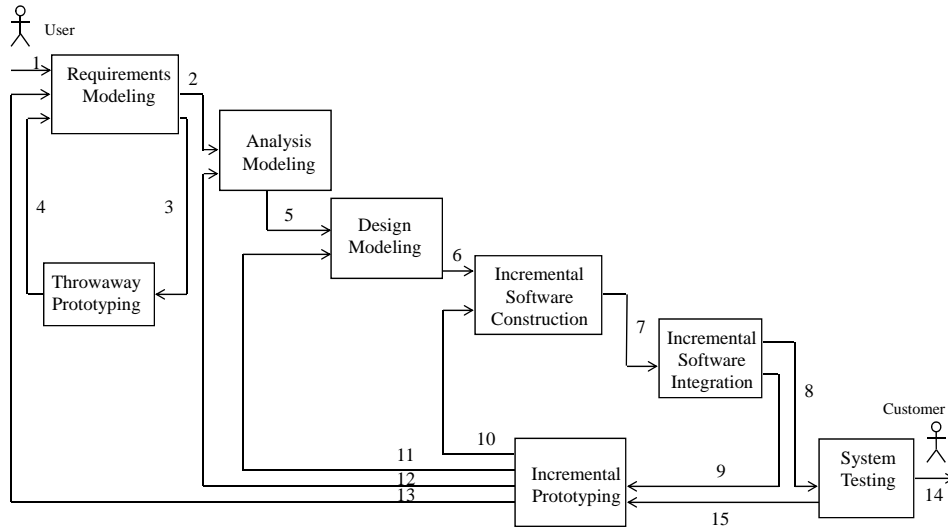 User
1
Requirements
Modeling
2
Analysis
Modeling
4
3
5
Design
Modeling
Throwaway
Prototyping
6
Incremental
Software
Construction
7
Incremental
Software
Integration
8
Customer
10
11
12
13
Incremental
Prototyping
9
15
System
Testing
14